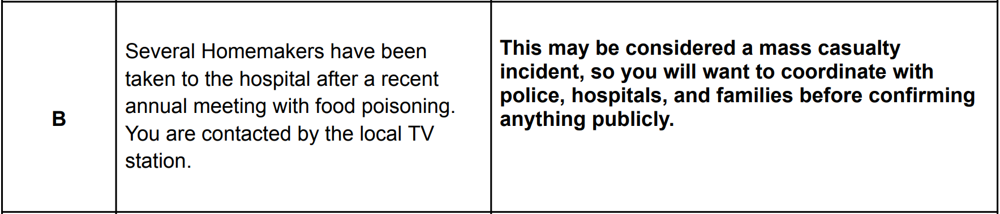 B
Several Homemakers have been
taken to the hospital after a recent
annual meeting with food poisoning.
You are contacted by the local TV
station.
This may be considered a mass casualty
incident, so you will want to coordinate with
police, hospitals, and families before confirming
anything publicly.